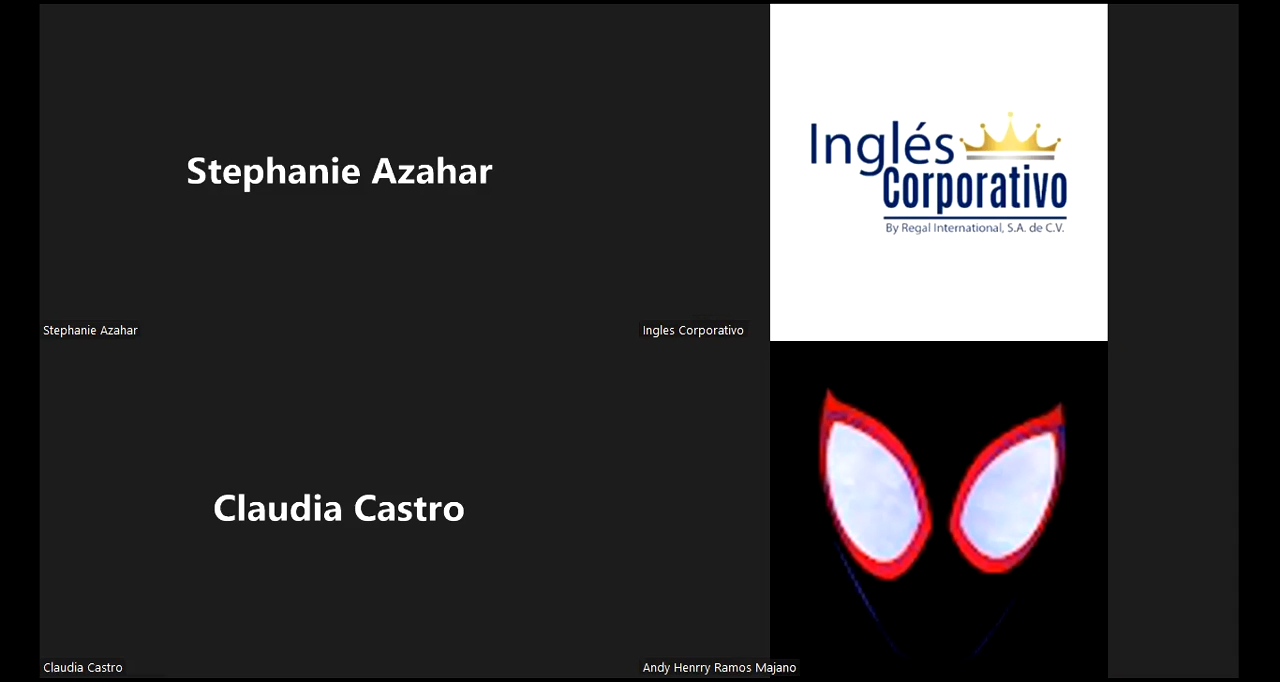 Stephanie Azahar
Stephanie Azahar
Inglés
Corporativo
By Regal International, S.A. de C.V.
Ingles Corporativo
Claudia Castro
Claudia Castro
Andy Henrry Ramos Majano